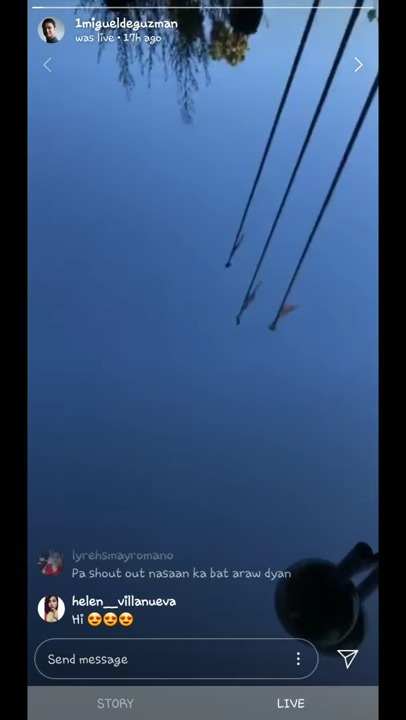 1migueldeguzman
was live • 17h ago
lyrehsmayromano
Pa shout out nasaan ka bat araw dyan
helen__villanueva
Hi 😍😍😍
Send message
STORY
LIVE